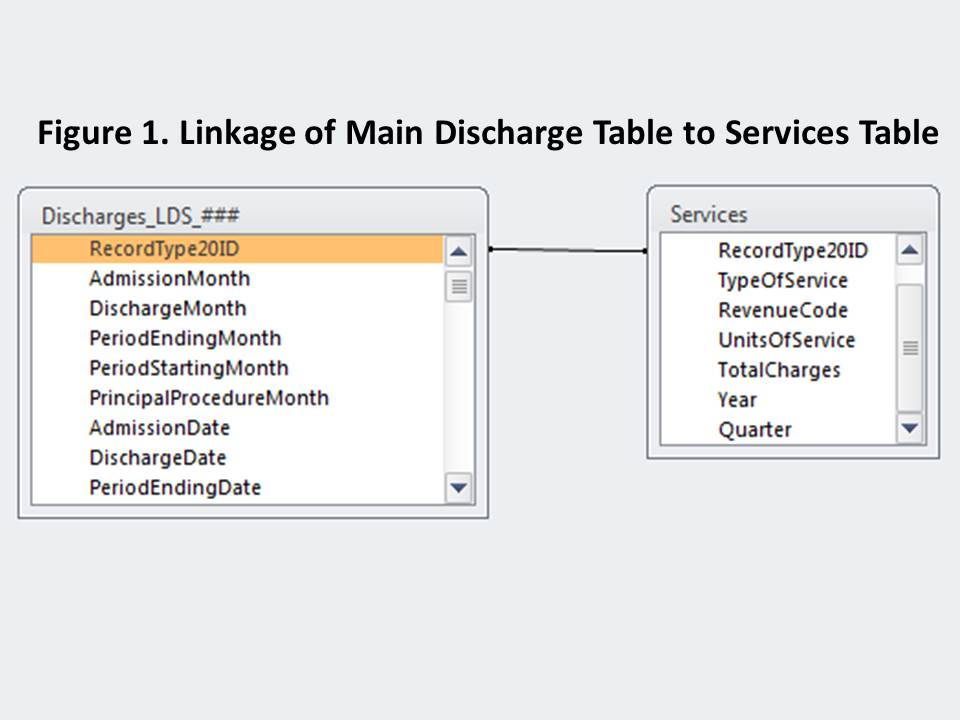 Figure 1. Linkage of Main Discharge Table to Services Table
Discharges_LDS_###
RecordType20ID
AdmissionMonth
DischargeMonth
PeriodEndingMonth
PeriodStartingMonth
PrincipalProcedureMonth
AdmissionDate
DischargeDate
PeriodEndingDate
Services
RecordType20ID
TypeOfService
RevenueCode
UnitsOfService
TotalCharges
Year
Quarter